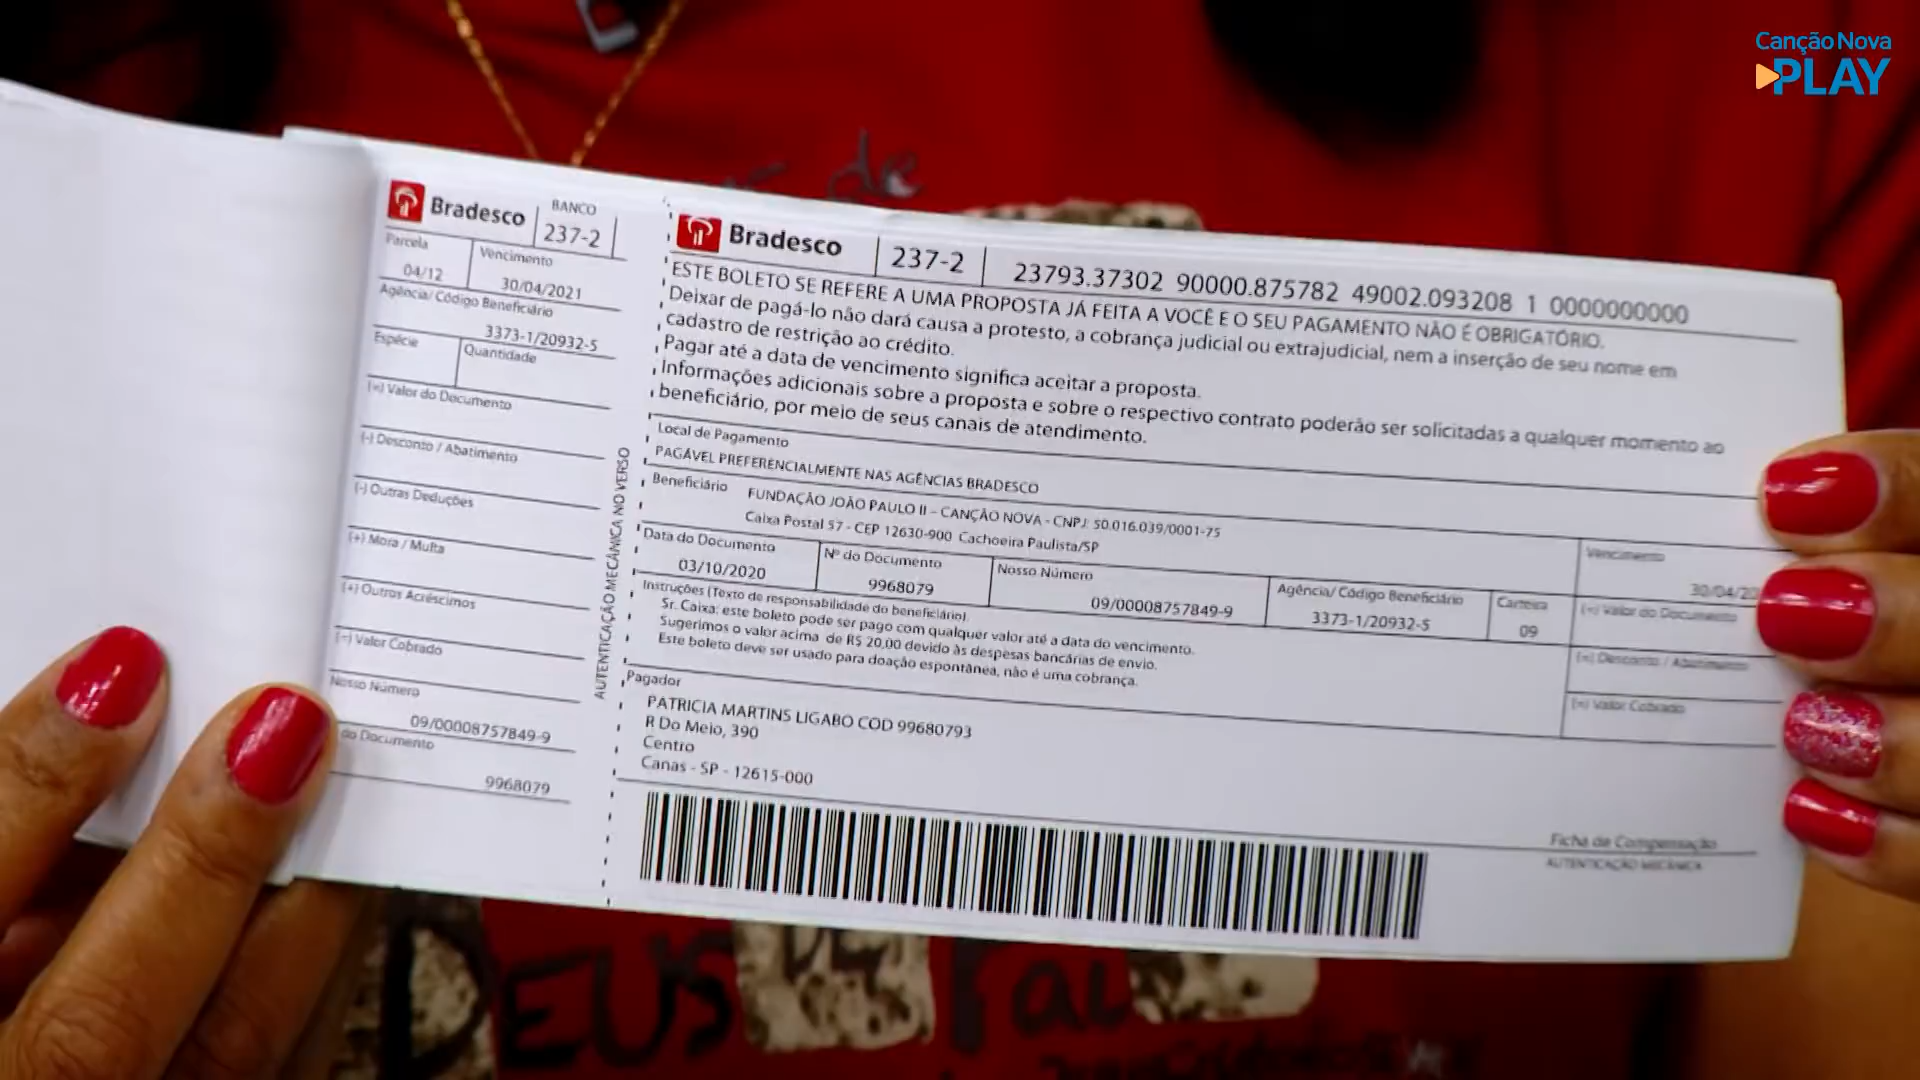 Canção Nova
PLAY
de
Bradesco
BANCO
237-2
Parcela
04/12
Vencimento
30/04/2021
Agência/ Código Beneficiário
3373-1/20932-5
Espécie
Quantidade
(=) Valor do Documento
(-) Desconto / Abatimento
(-) Outras Deduções
(+) Mora / Multa
(+) Outros Acréscimos
(=) Valor Cobrado
Nosso Número
09/00008757849-9
do Documento
9968079
AUTENTICAÇÃO MECÂNICA NO VERSO
Bradesco
237-2
23793.37302 90000.875782 49002.093208 1 0000000000
ESTE BOLETO SE REFERE A UMA PROPOSTA JÁ FEITA A VOCÊ E O SEU PAGAMENTO NÃO É OBRIGATÓRIO.
Deixar de pagá-lo não dará causa a protesto, a cobrança judicial ou extrajudicial, nem a inserção de seu nome em
cadastro de restrição ao crédito.
Pagar até a data de vencimento significa aceitar a proposta.
Informações adicionais sobre a proposta e sobre o respectivo contrato poderão ser solicitadas a qualquer momento ao
beneficiário, por meio de seus canais de atendimento.
Local de Pagamento
PAGÁVEL PREFERENCIALMENTE NAS AGÊNCIAS BRADESCO
Beneficiário
FUNDAÇÃO JOÃO PAULO II – CANÇÃO NOVA - CNPJ: 50.016.039/0001-75
Caixa Postal 57 - CEP 12630-900 Cachoeira Paulista/SP
Vencimento
30/04/20
Data do Documento
03/10/2020
Nº do Documento
9968079
Nosso Número
09/00008757849-9
Agência/ Código Beneficiário
3373-1/20932-5
Carteira
09
(=) Valor do Documento
Instruções (Texto de responsabilidade do beneficiário)
Sr. Caixa: este boleto pode ser pago com qualquer valor até a data do vencimento.
Sugerimos o valor acima de R$ 20,00 devido às despesas bancárias de envio.
Este boleto deve ser usado para doação espontânea, não é uma cobrança.
(=) Desconto / Abatimento
(=) Valor Cobrado
Pagador
PATRICIA MARTINS LIGABO COD 99680793
R Do Meio, 390
Centro
Canas - SP - 12615-000
Ficha de Compensação
AUTENTICAÇÃO MECÂNICA
DEUS